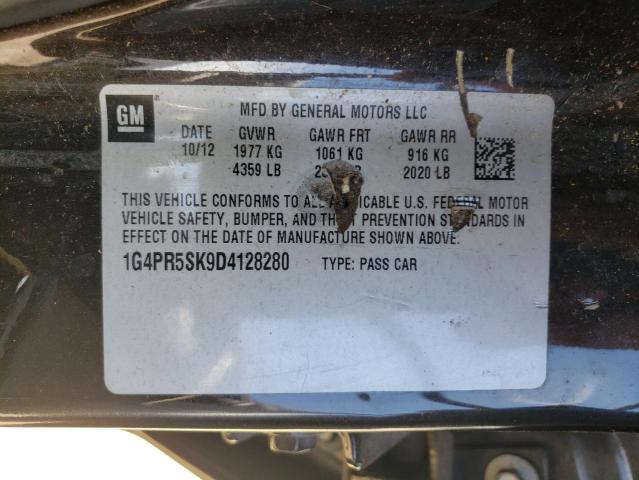 GM
MFD BY GENERAL MOTORS LLC
DATE GVWR GAWR FRT GAWR RR
10/12 1977 KG 1061 KG 916 KG
4359 LB 2020 LB
THIS VEHICLE CONFORMS TO ALL APPLICABLE U.S. FEDERAL MOTOR
VEHICLE SAFETY, BUMPER, AND THEFT PREVENTION STANDARDS IN
EFFECT ON THE DATE OF MANUFACTURE SHOWN ABOVE.
1G4PR5SK9D4128280 TYPE: PASS CAR